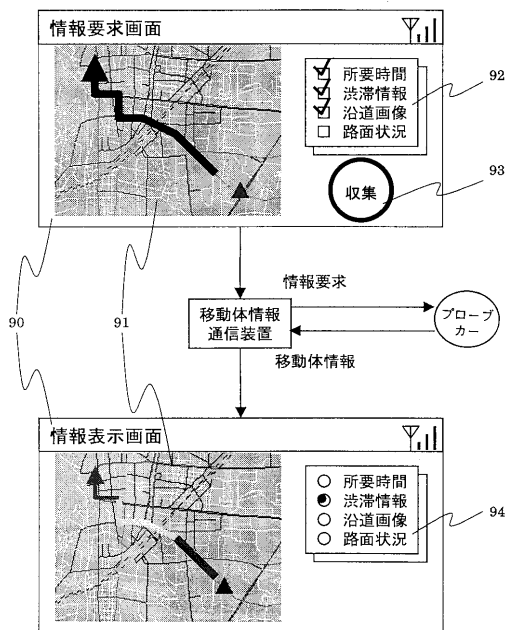 情報要求画面
所要時間
渋滞情報
沿道画像
路面状況
92
収集
93
情報要求
移動体情報
通信装置
プローブ
カー
移動体情報
90
91
情報表示画面
所要時間
渋滞情報
沿道画像
路面状況
94